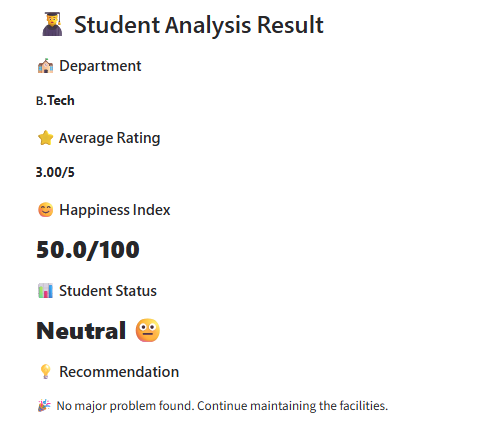 Student Analysis Result
Department
B.Tech
Average Rating
3.00/5
Happiness Index
50.0/100
Student Status
Neutral
Recommendation
No major problem found. Continue maintaining the facilities.